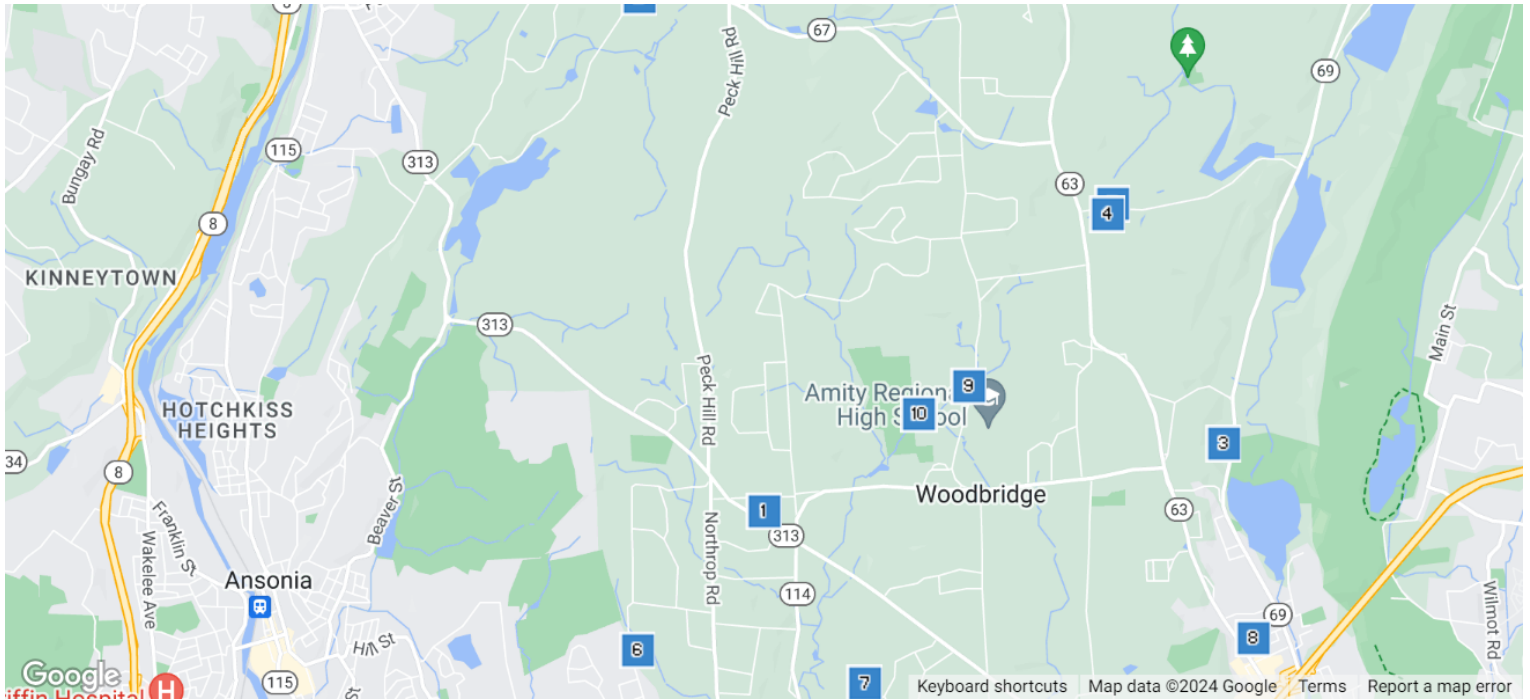 8
67
69
Peck Hill Rd
Bungay Rd
115
313
63
4
8
KINNEYTOWN
313
Main St
Peck Hill Rd
Amity Regional
High School
9
10
HOTCHKISS
HEIGHTS
34
8
3
Woodbridge
63
Beaver St
1
313
Franklin St
Wakelee Ave
Northrop Rd
Ansonia
114
Wilmot Rd
69
8
Hill St
6
7
115
Google
iffin Hospital
H
Keyboard shortcuts
Map data ©2024 Google
Terms
Report a map error